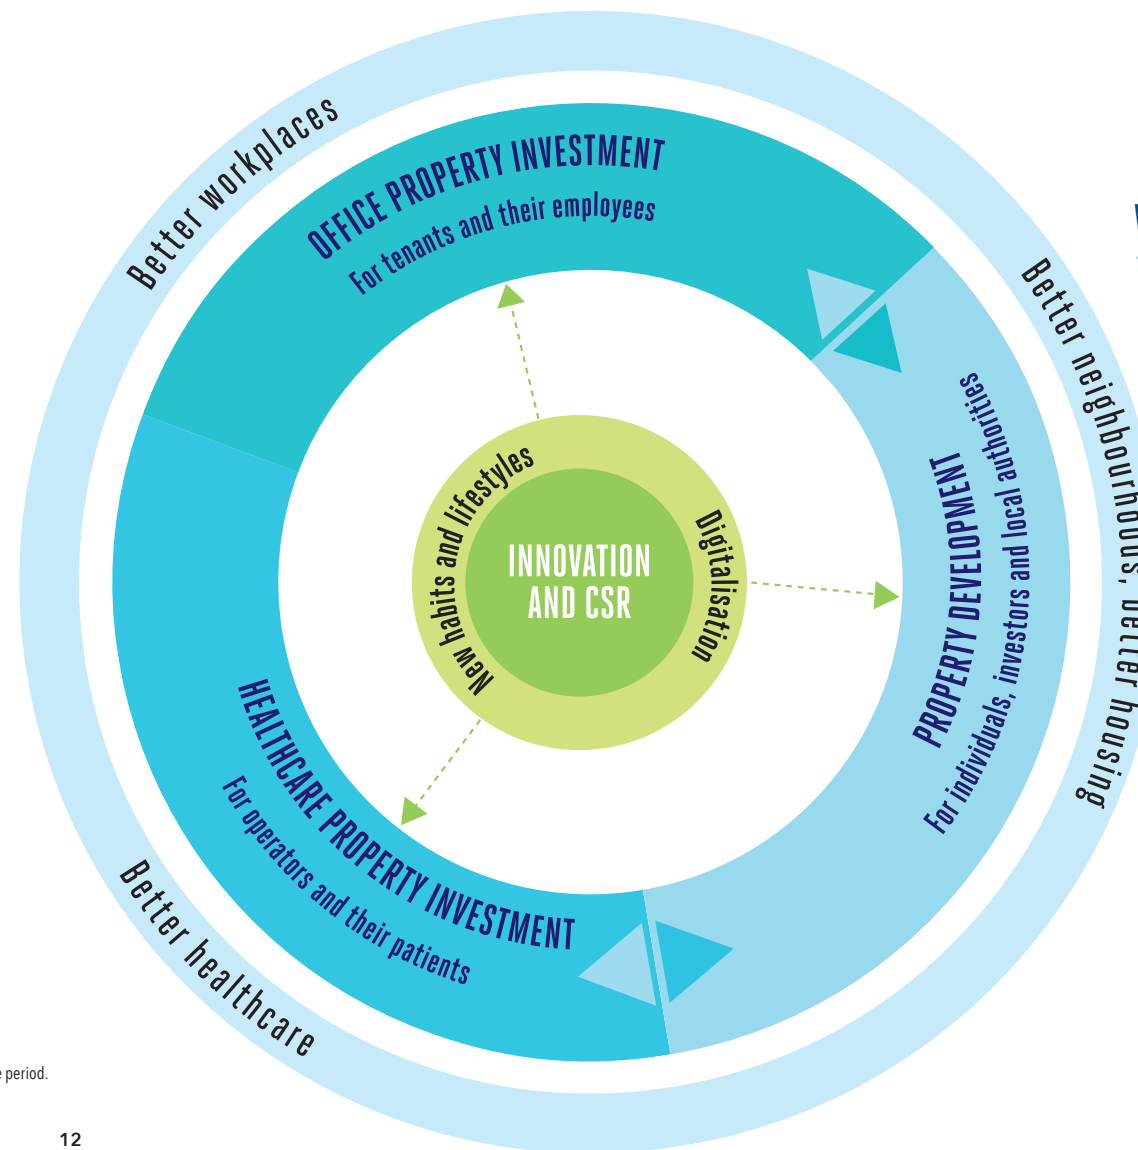 Better workplaces
OFFICE PROPERTY INVESTMENT
For tenants and their employees
Better neighbourhoods, better housing
PROPERTY DEVELOPMENT
For individuals, investors and local authorities
New habits and lifestyles
Digitalisation
INNOVATION
AND CSR
HEALTHCARE PROPERTY INVESTMENT
For operators and their patients
Better healthcare
period.
12